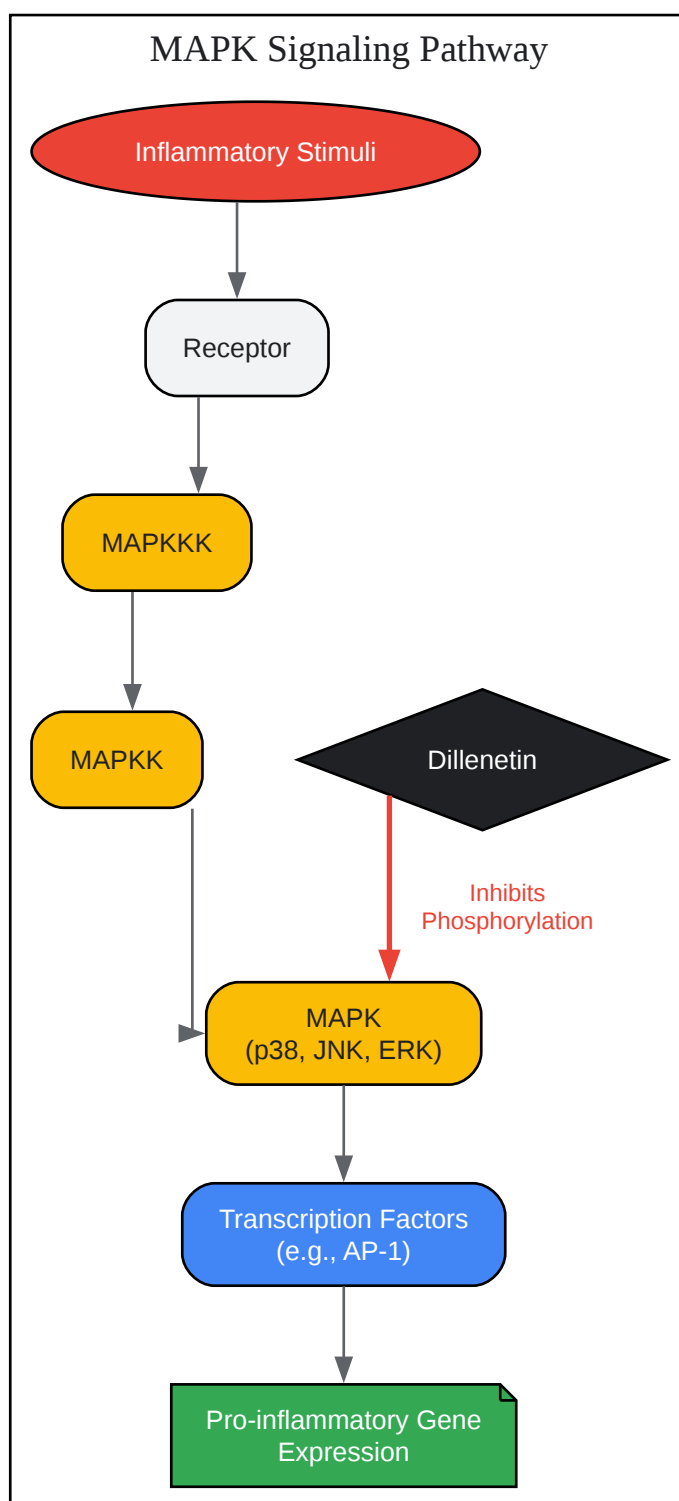 MAPK Signaling Pathway
Inflammatory Stimuli
Receptor
MAPKKK
MAPKK
Dillenetin
Inhibits
Phosphorylation
MAPK
(p38, JNK, ERK)
Transcription Factors
(e.g., AP-1)
Pro-inflammatory Gene
Expression